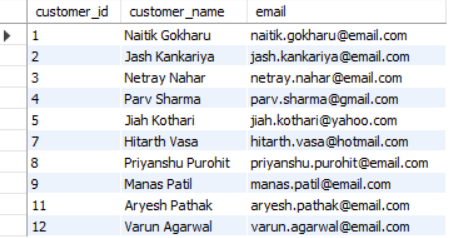 customer_id customer_name email
1 Naitik Gokharu naitik.gokharu@email.com
2 Jash Kankariya jash.kankariya@email.com
3 Netray Nahar netray.nahar@email.com
4 Parv Sharma parv.sharma@gmail.com
5 Jiah Kothari jiah.kothari@yahoo.com
7 Hitarth Vasa hitarth.vasa@hotmail.com
8 Priyanshu Purohit priyanshu.purohit@email.com
9 Manas Patil manas.patil@email.com
11 Aryesh Pathak aryesh.pathak@email.com
12 Varun Agarwal varun.agarwal@email.com